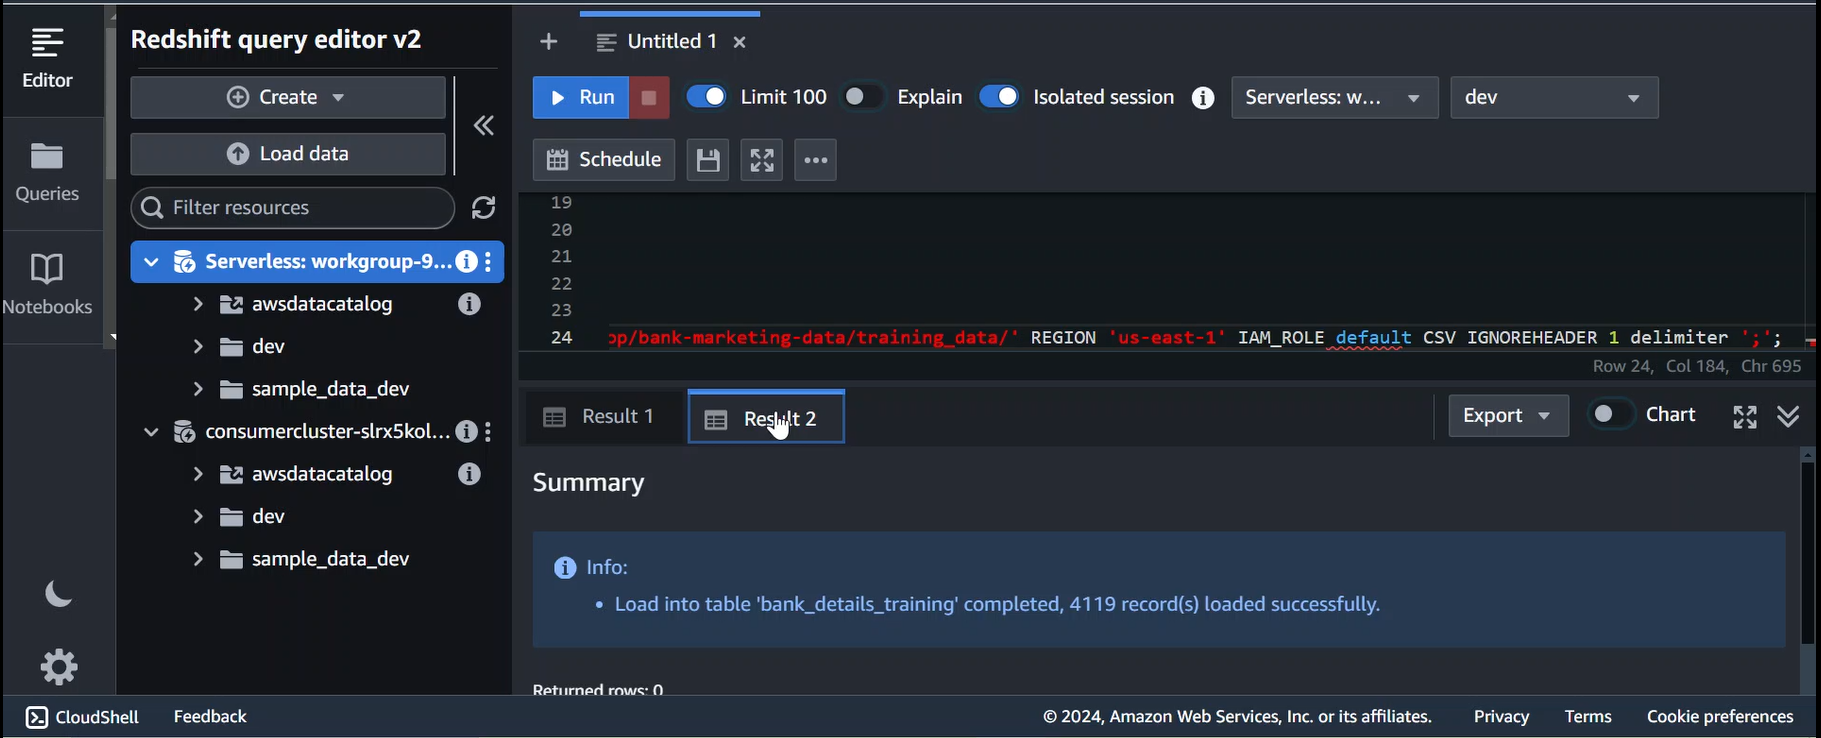 Editor
Queries
Notebooks
Redshift query editor v2
Create
Load data
Filter resources
Serverless: workgroup-9...
awsdatacatalog
dev
sample_data_dev
consumercluster-slrx5kol...
awsdatacatalog
dev
sample_data_dev
+ Untitled 1 ×
Run Limit 100 Explain Isolated session Serverless: w... dev
Schedule
19
20
21
22
23
24 op/bank-marketing-data/training_data/' REGION 'us-east-1' IAM_ROLE default CSV IGNOREHEADER 1 delimiter ';';
Row 24, Col 184, Chr 695
Result 1 Result 2 Export Chart
Summary
Info:
• Load into table 'bank_details_training' completed, 4119 record(s) loaded successfully.
Returned rows: 0
CloudShell Feedback © 2024, Amazon Web Services, Inc. or its affiliates. Privacy Terms Cookie preferences